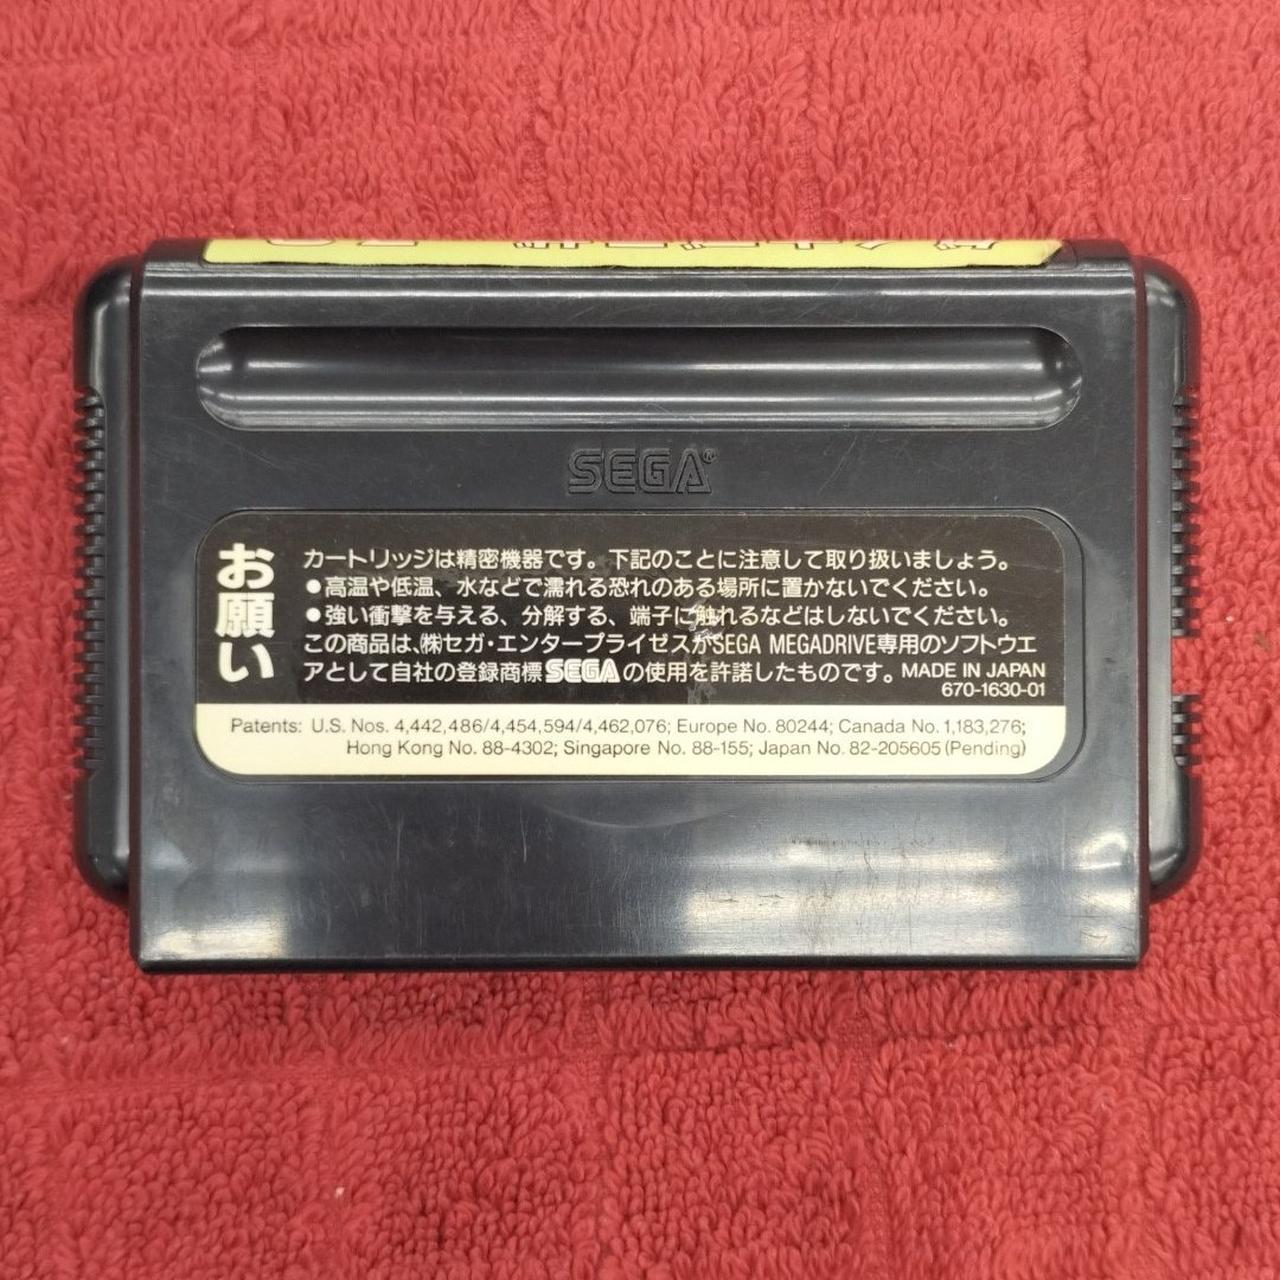 SEGA®
お願い
カートリッジは精密機器です。下記のことに注意して取り扱いましょう。
●高温や低温、水などで濡れる恐れのある場所に置かないでください。
●強い衝撃を与える、分解する、端子に触れるなどはしないでください。
この商品は、㈱セガ・エンタープライゼスがSEGA MEGADRIVE専用のソフトウエ
アとして自社の登録商標SEGAの使用を許諾したものです。MADE IN JAPAN
670-1630-01
Patents: U.S. Nos. 4,442,486/4,454,594/4,462,076; Europe No. 80244; Canada No. 1,183,276;
Hong Kong No. 88-4302; Singapore No. 88-155; Japan No. 82-205605 (Pending)